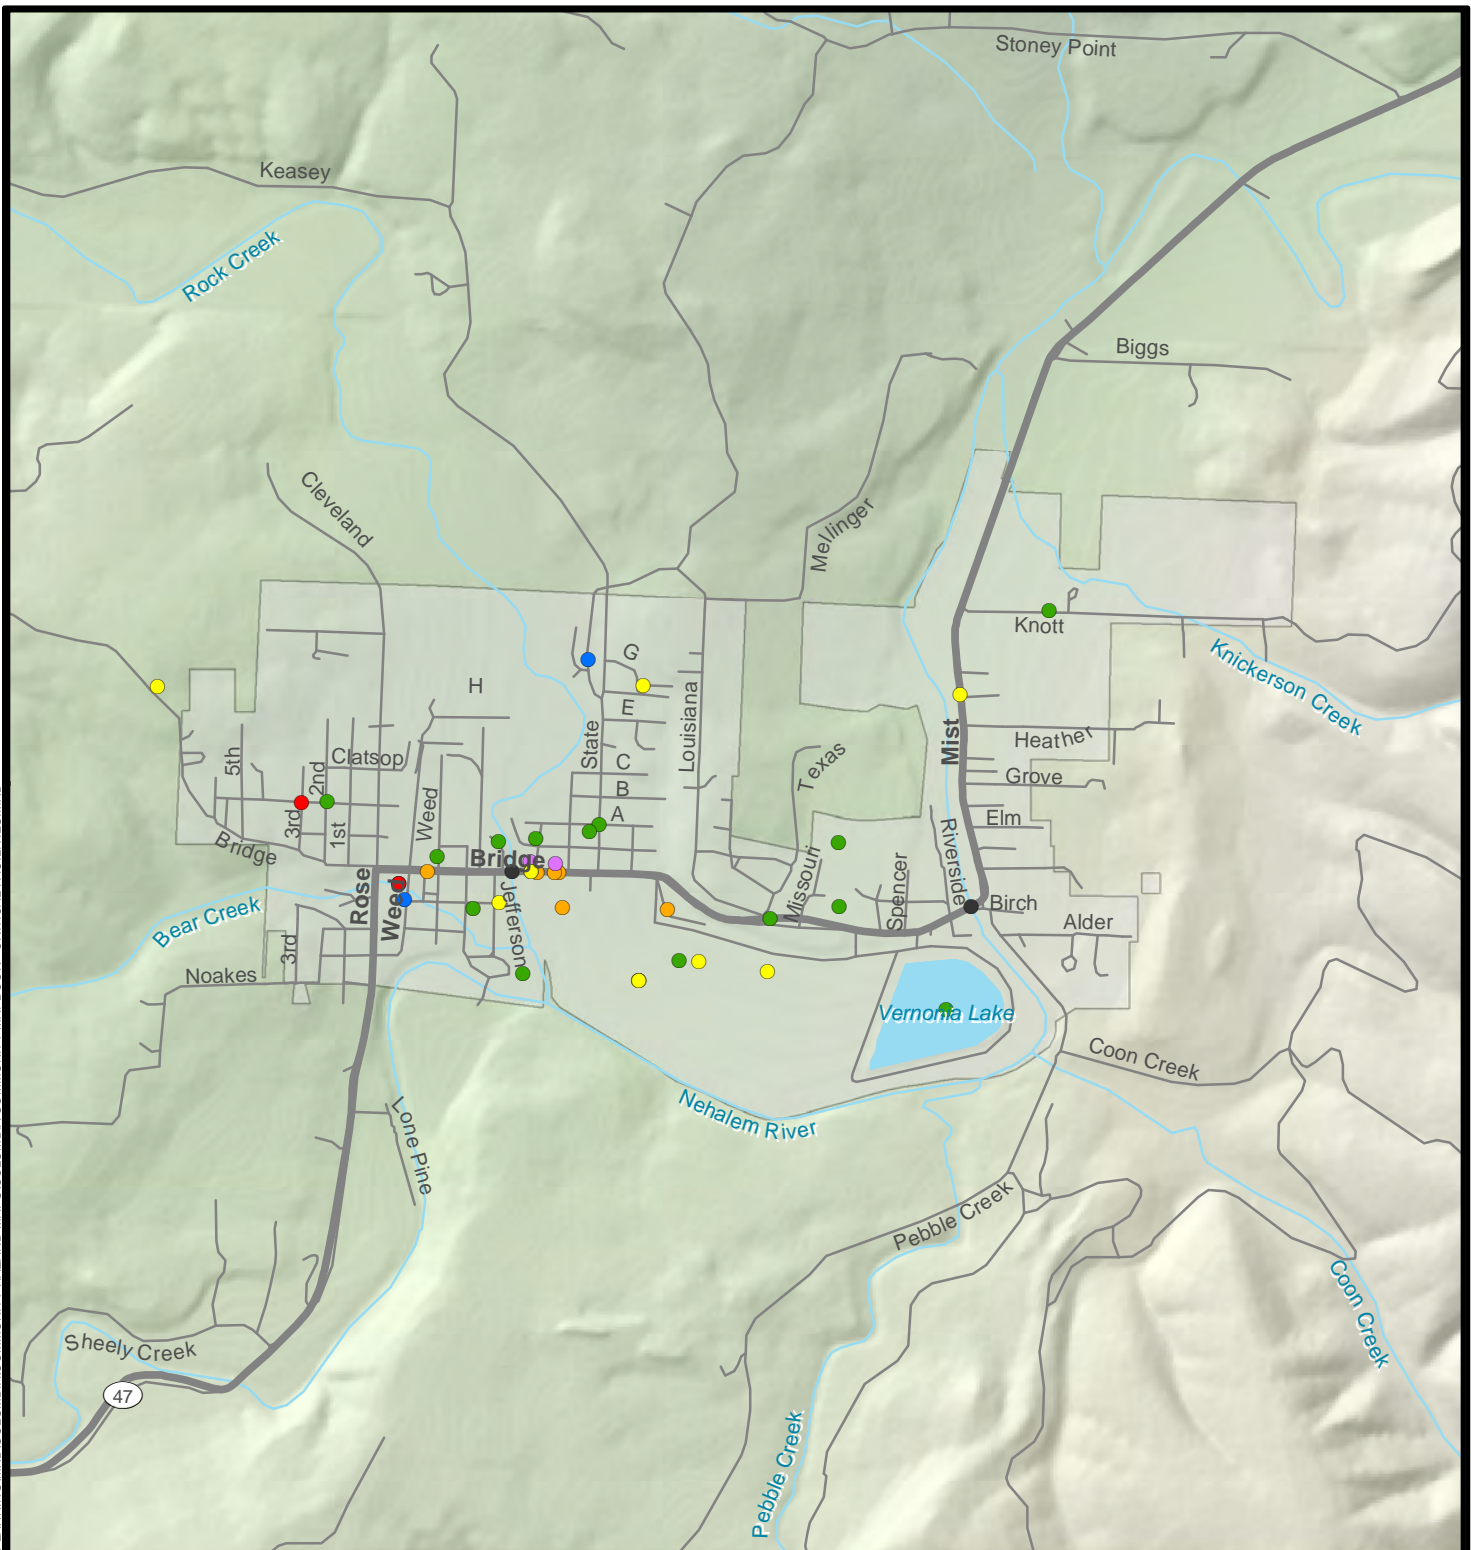 Stoney Point
Keasey
Rock Creek
Biggs
Cleveland
Mellinger
Knott
Knickerson Creek
G
H
E
State
Louisiana
Mist
Heather
Clatsop
5th
2nd
C
Texas
Grove
B
Weed
A
Elm
3rd
1st
Bridge
Bridge
Riverside
Missouri
Spencer
Rose
Weed
Jefferson
Birch
Bear Creek
Alder
3rd
Noakes
Vernonia Lake
Coon Creek
Nehalem River
Lone Pine
Pebble Creek
Coon Creek
Sheely Creek
47
Pebble Creek